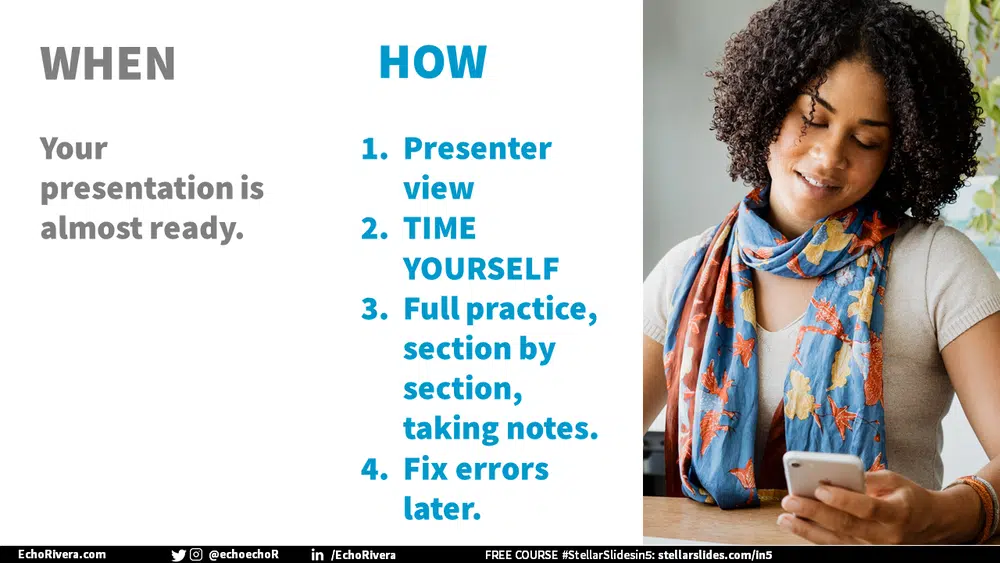 WHEN
Your
presentation is
almost ready.
HOW
1. Presenter
view
2. TIME
YOURSELF
3. Full practice,
section by
section,
taking notes.
4. Fix errors
later.
EchoRivera.com @echoechoR in /EchoRivera FREE COURSE #StellarSlidesin5: stellarslides.com/in5